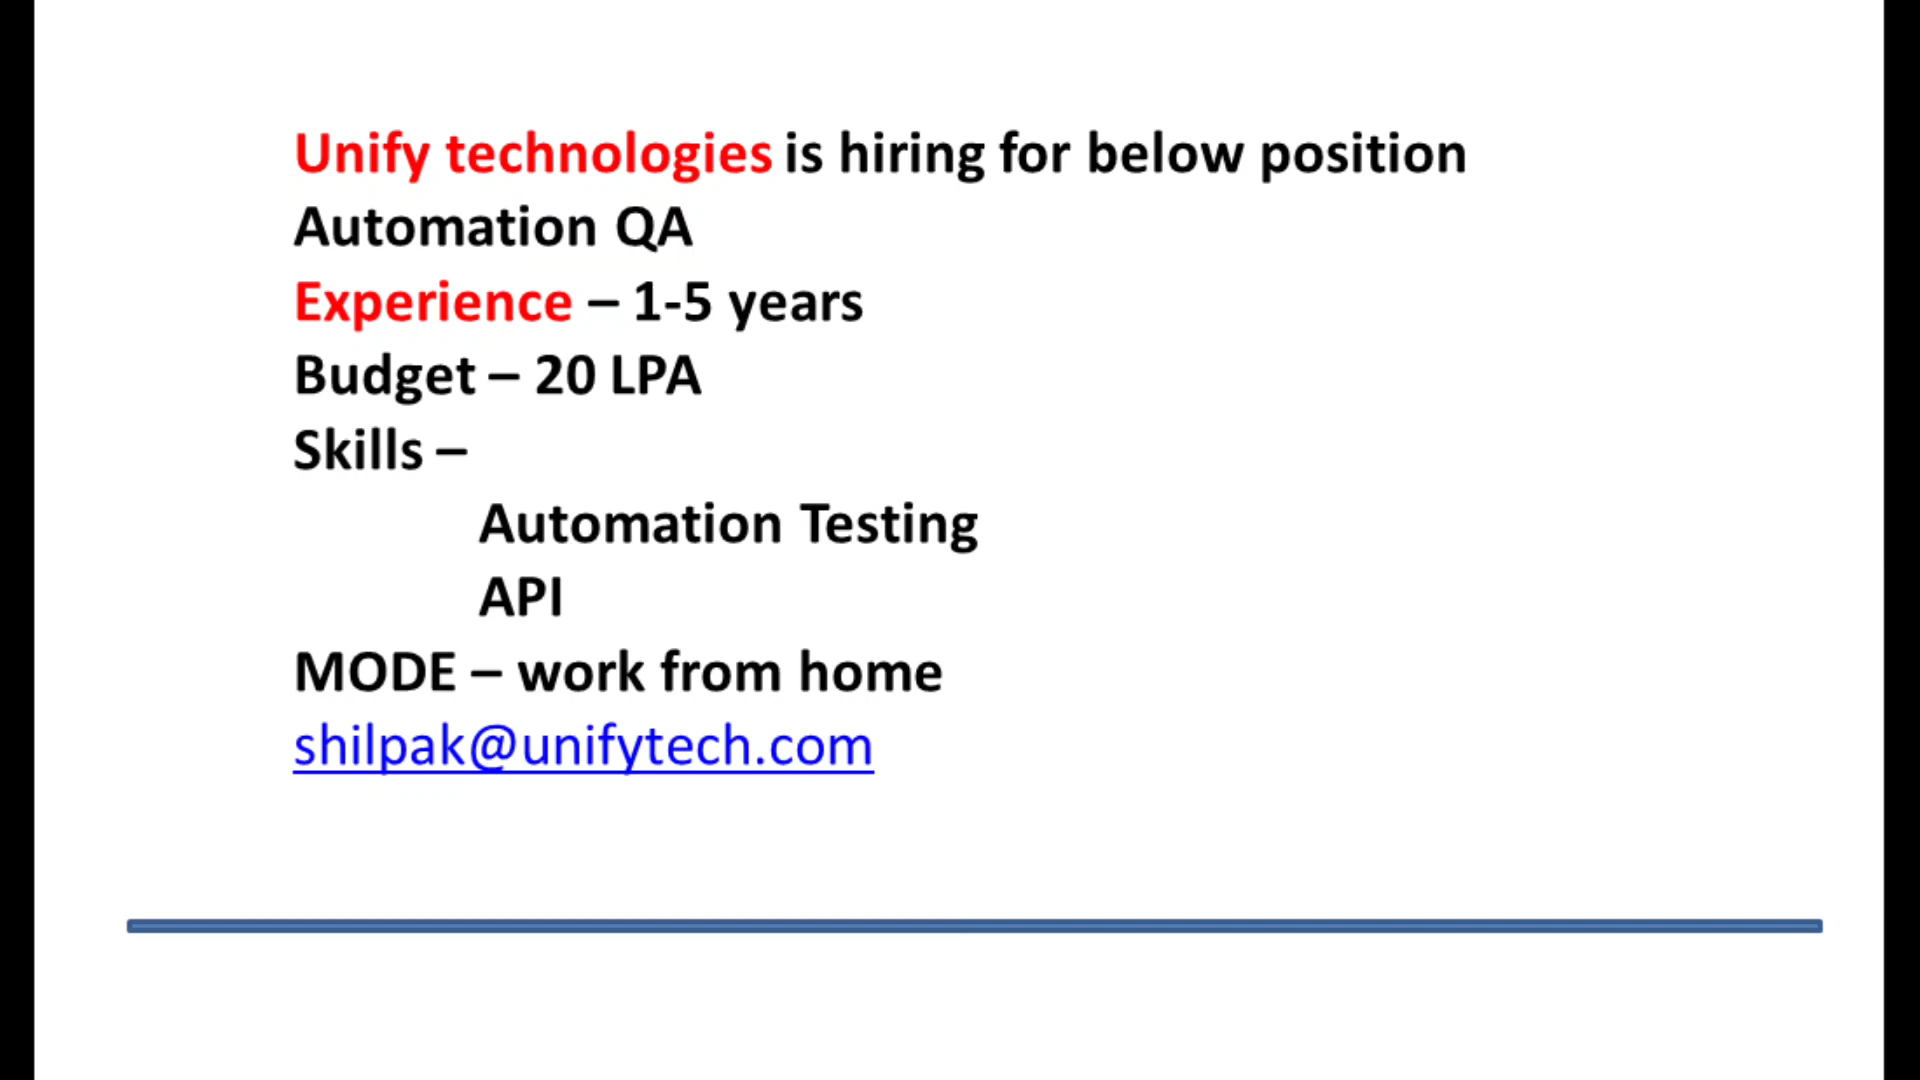 Unify technologies is hiring for below position
Automation QA
Experience – 1-5 years
Budget – 20 LPA
Skills –
Automation Testing
API
MODE – work from home
shilpak@unifytech.com